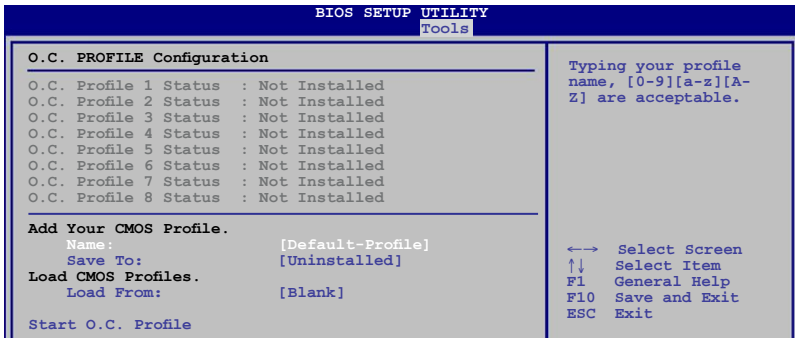 BIOS SETUP UTILITY
Tools
O.C. PROFILE Configuration
O.C. Profile 1 Status : Not Installed
O.C. Profile 2 Status : Not Installed
O.C. Profile 3 Status : Not Installed
O.C. Profile 4 Status : Not Installed
O.C. Profile 5 Status : Not Installed
O.C. Profile 6 Status : Not Installed
O.C. Profile 7 Status : Not Installed
O.C. Profile 8 Status : Not Installed
Add Your CMOS Profile.
Name: [Default-Profile]
Save To: [Uninstalled]
Load CMOS Profiles.
Load From: [Blank]
Start O.C. Profile
Typing your profile
name, [0-9][a-z][A-
Z] are acceptable.
←→ Select Screen
↑↓ Select Item
F1 General Help
F10 Save and Exit
ESC Exit